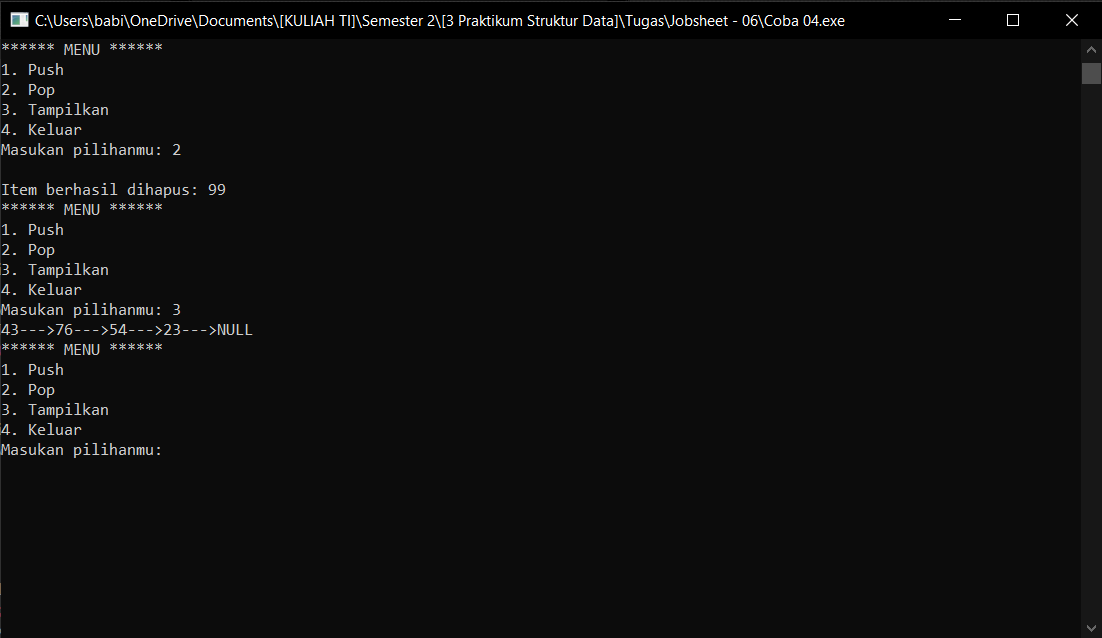 C:\Users\babi\OneDrive\Documents\[KULIAH TI]\Semester 2\[3 Praktikum Struktur Data]\Tugas\Jobsheet - 06\Coba 04.exe
****** MENU ******
1. Push
2. Pop
3. Tampilkan
4. Keluar
Masukan pilihanmu: 2
Item berhasil dihapus: 99
****** MENU ******
1. Push
2. Pop
3. Tampilkan
4. Keluar
Masukan pilihanmu: 3
43--->76--->54--->23--->NULL
****** MENU ******
1. Push
2. Pop
3. Tampilkan
4. Keluar
Masukan pilihanmu: